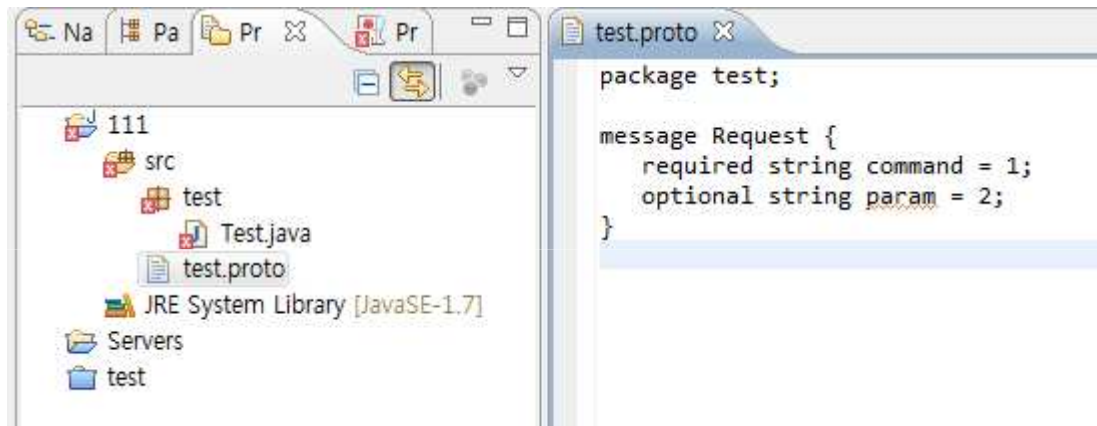 Na Pa Pr Pr
111
src
test
Test.java
test.proto
JRE System Library [JavaSE-1.7]
Servers
test
test.proto
package test;
message Request {
required string command = 1;
optional string param = 2;
}